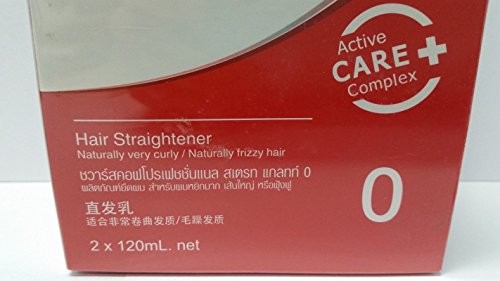 Active
CARE +
Complex
Hair Straightener
Naturally very curly / Naturally frizzy hair
ชวาร์สคอฟโปรเฟชชั่นแนล สเตรท แกลทท์ 0
ผลิตภัณฑ์ยืดผม สำหรับผมหยิกมาก เส้นใหญ่ หรือฟูฟู
直发乳
适合非常卷曲发质/毛躁发质
2 x 120mL. net
0